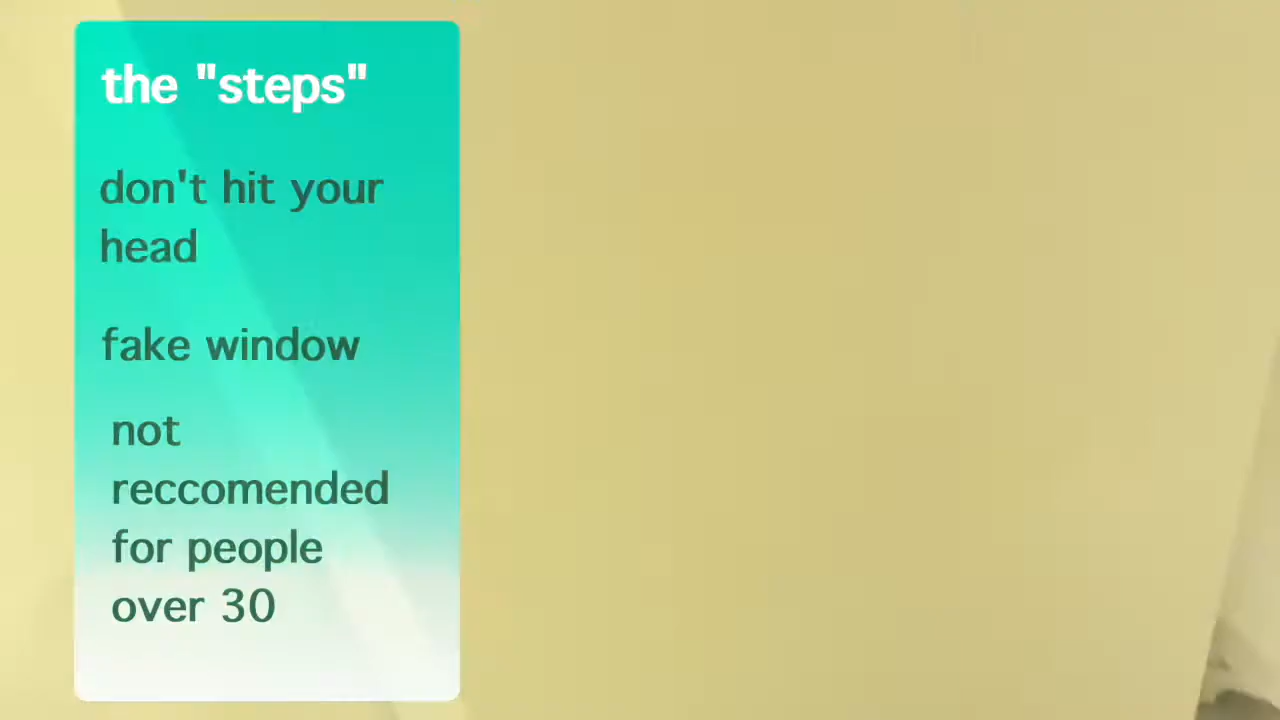 the "steps"
don't hit your
head
fake window
not
reccomended
for people
over 30